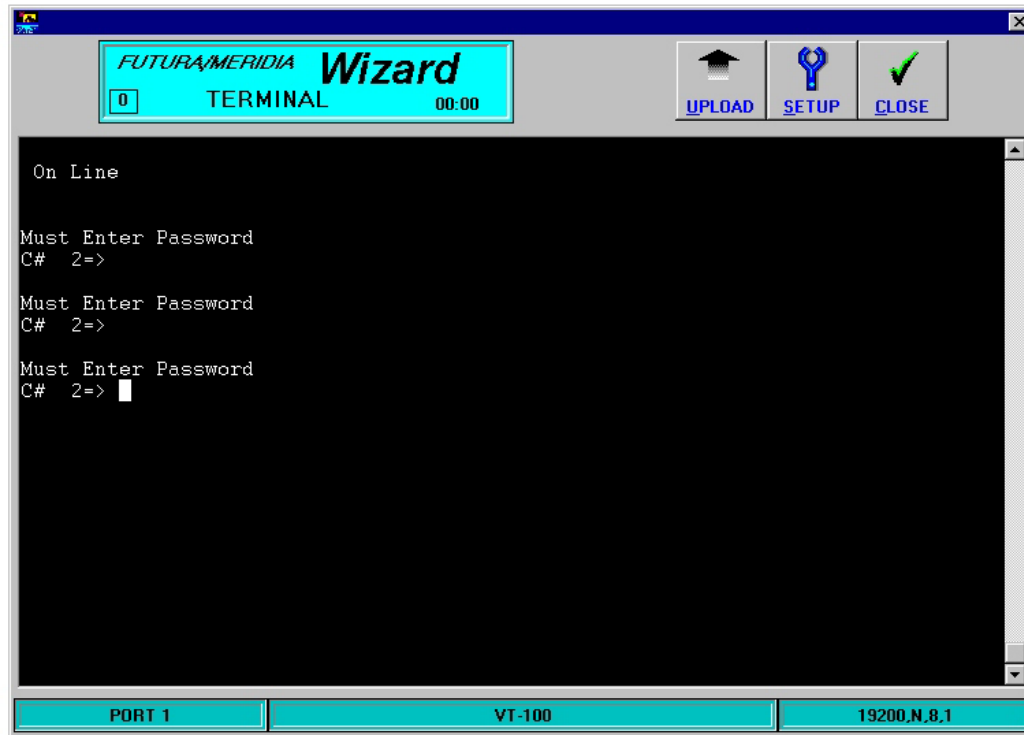 FUTURA/MERIDIA Wizard
0 TERMINAL 00:00
UPLOAD SETUP CLOSE
On Line
Must Enter Password
C# 2=>
Must Enter Password
C# 2=>
Must Enter Password
C# 2=>
PORT 1 VT-100 19200,N,8,1